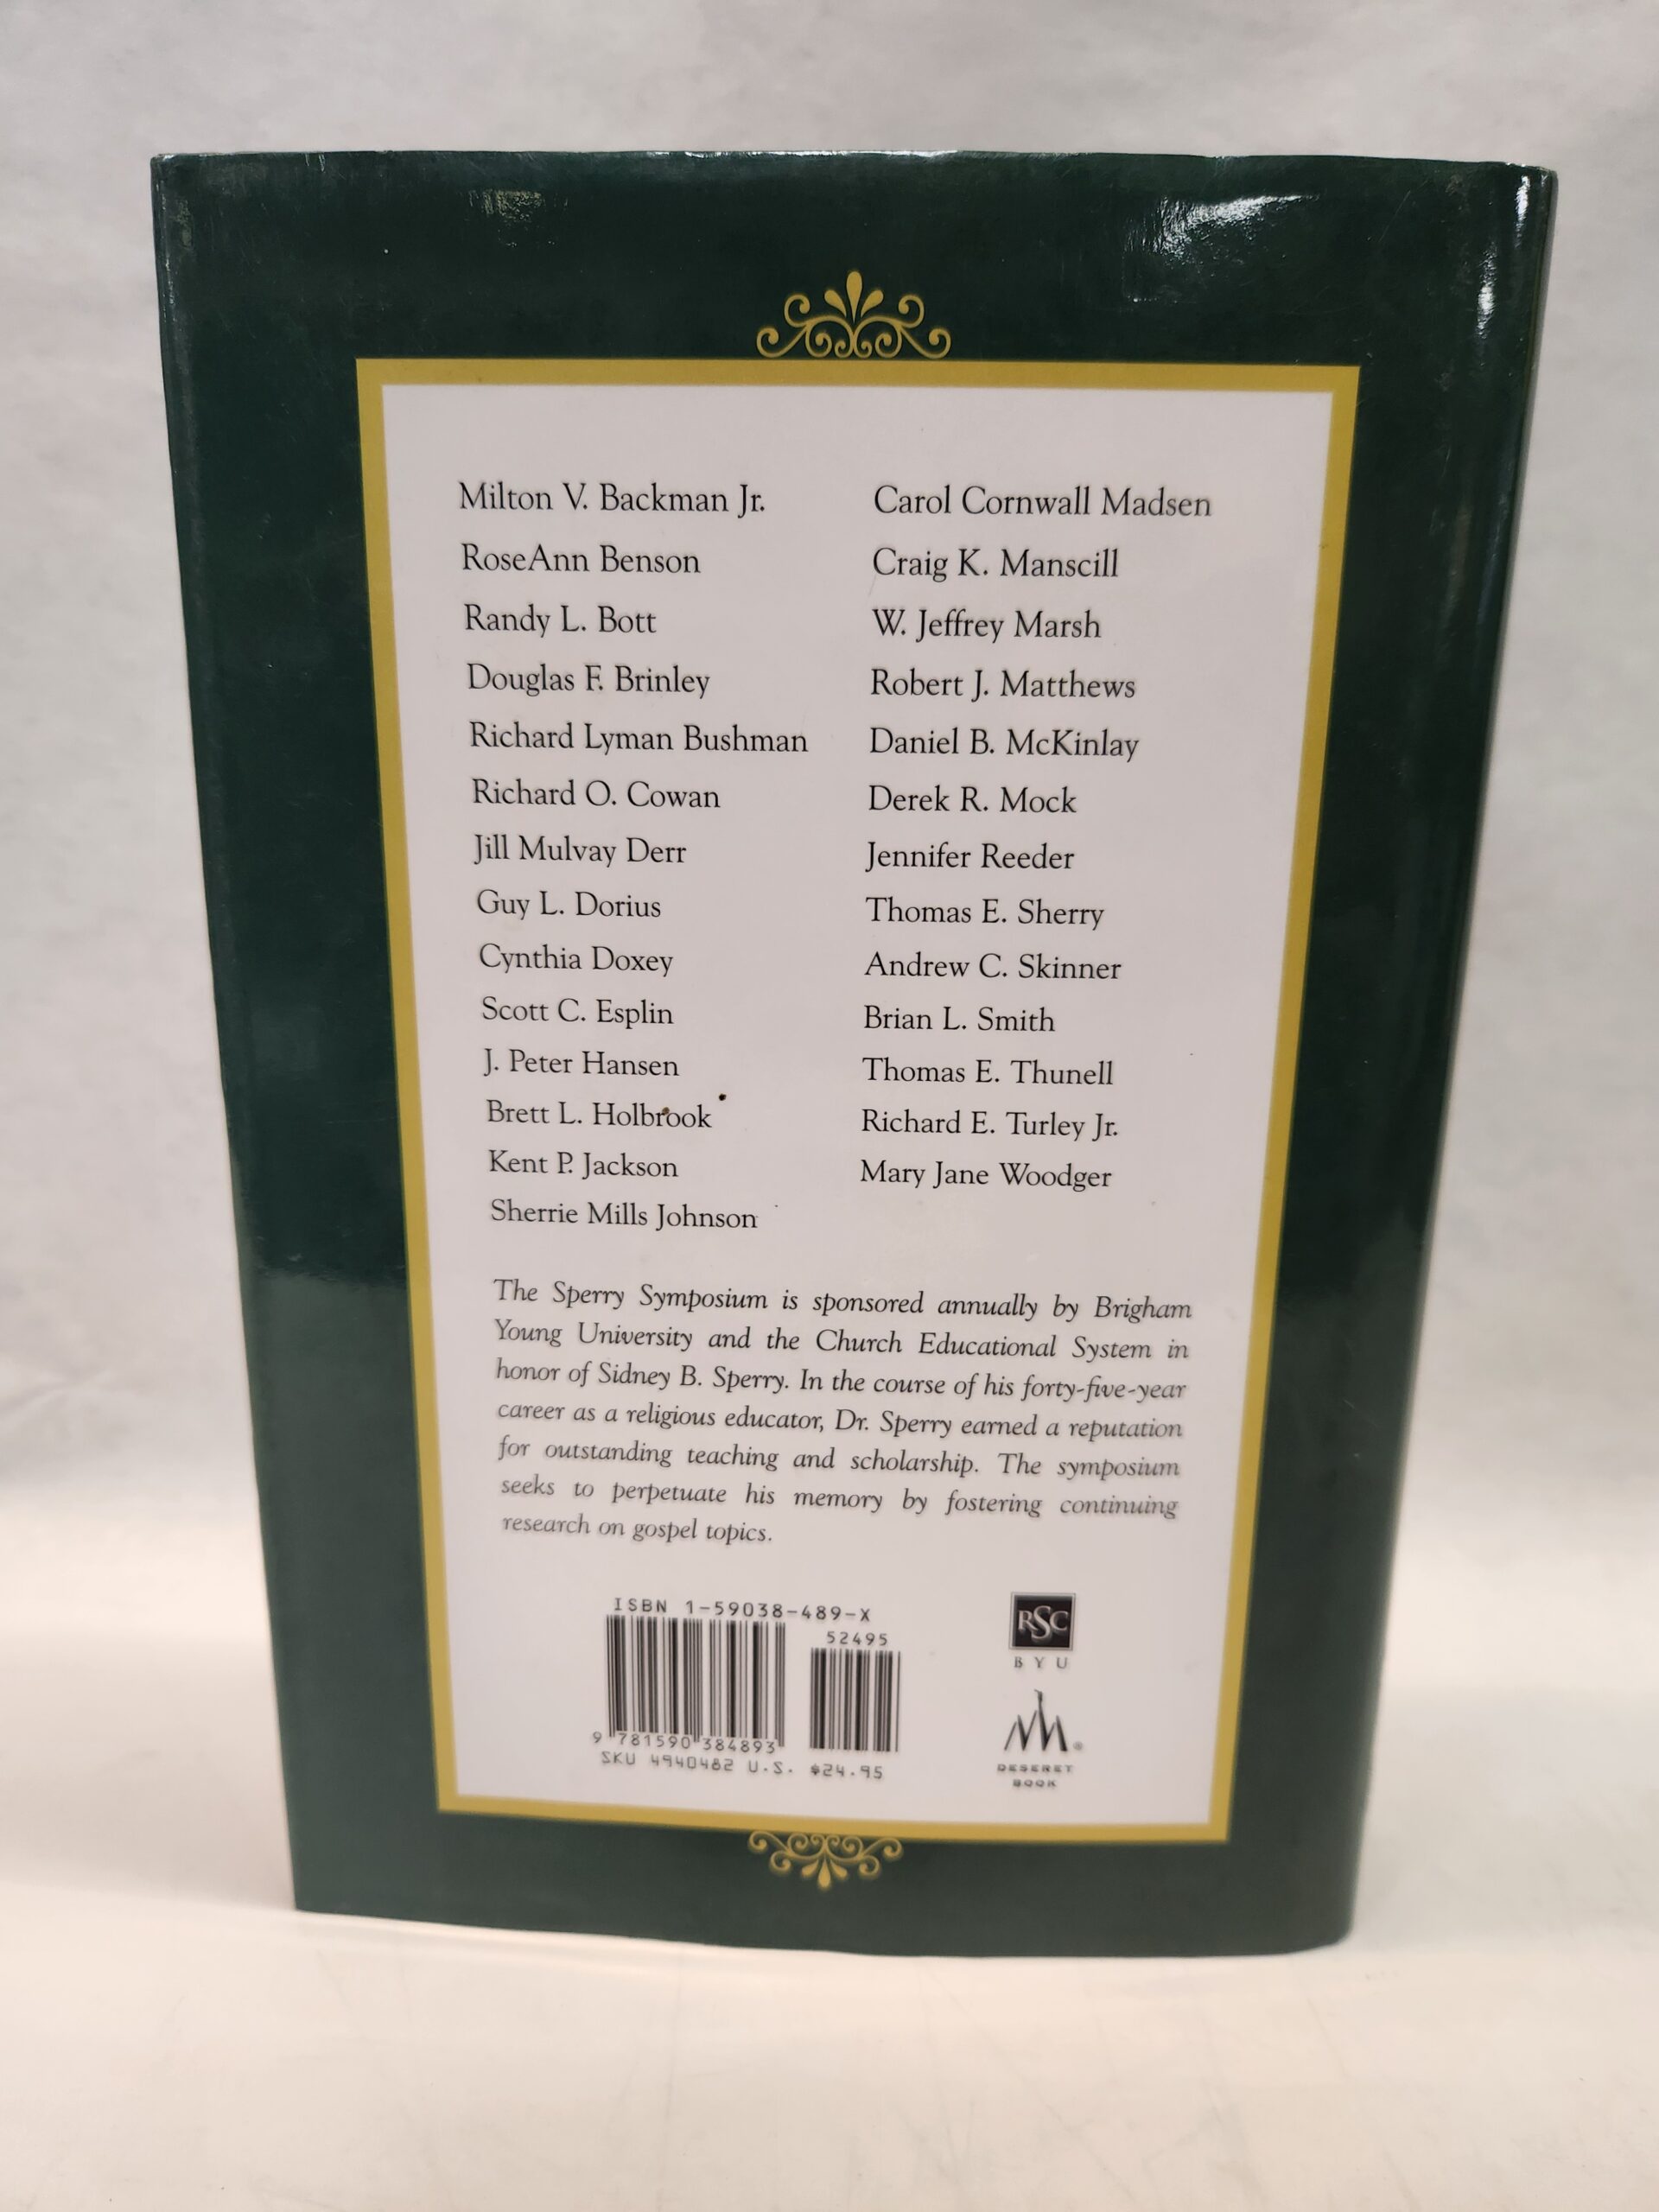 Milton V. Backman Jr.
RoseAnn Benson
Randy L. Bott
Douglas F. Brinley
Richard Lyman Bushman
Richard O. Cowan
Jill Mulvay Derr
Guy L. Dorius
Cynthia Doxey
Scott C. Esplin
J. Peter Hansen
Brett L. Holbrook
Kent P. Jackson
Sherrie Mills Johnson
Carol Cornwall Madsen
Craig K. Manscill
W. Jeffrey Marsh
Robert J. Matthews
Daniel B. McKinlay
Derek R. Mock
Jennifer Reeder
Thomas E. Sherry
Andrew C. Skinner
Brian L. Smith
Thomas E. Thunell
Richard E. Turley Jr.
Mary Jane Woodger
The Sperry Symposium is sponsored annually by Brigham
Young University and the Church Educational System in
honor of Sidney B. Sperry. In the course of his forty-five-year
career as a religious educator, Dr. Sperry earned a reputation
for outstanding teaching and scholarship. The symposium
seeks to perpetuate his memory by fostering continuing
research on gospel topics.
ISBN 1-59038-489-X
52495
9 781590 384893
SKU 4940482 U.S. $24.95
RSC
BYU
DESERET
BOOK